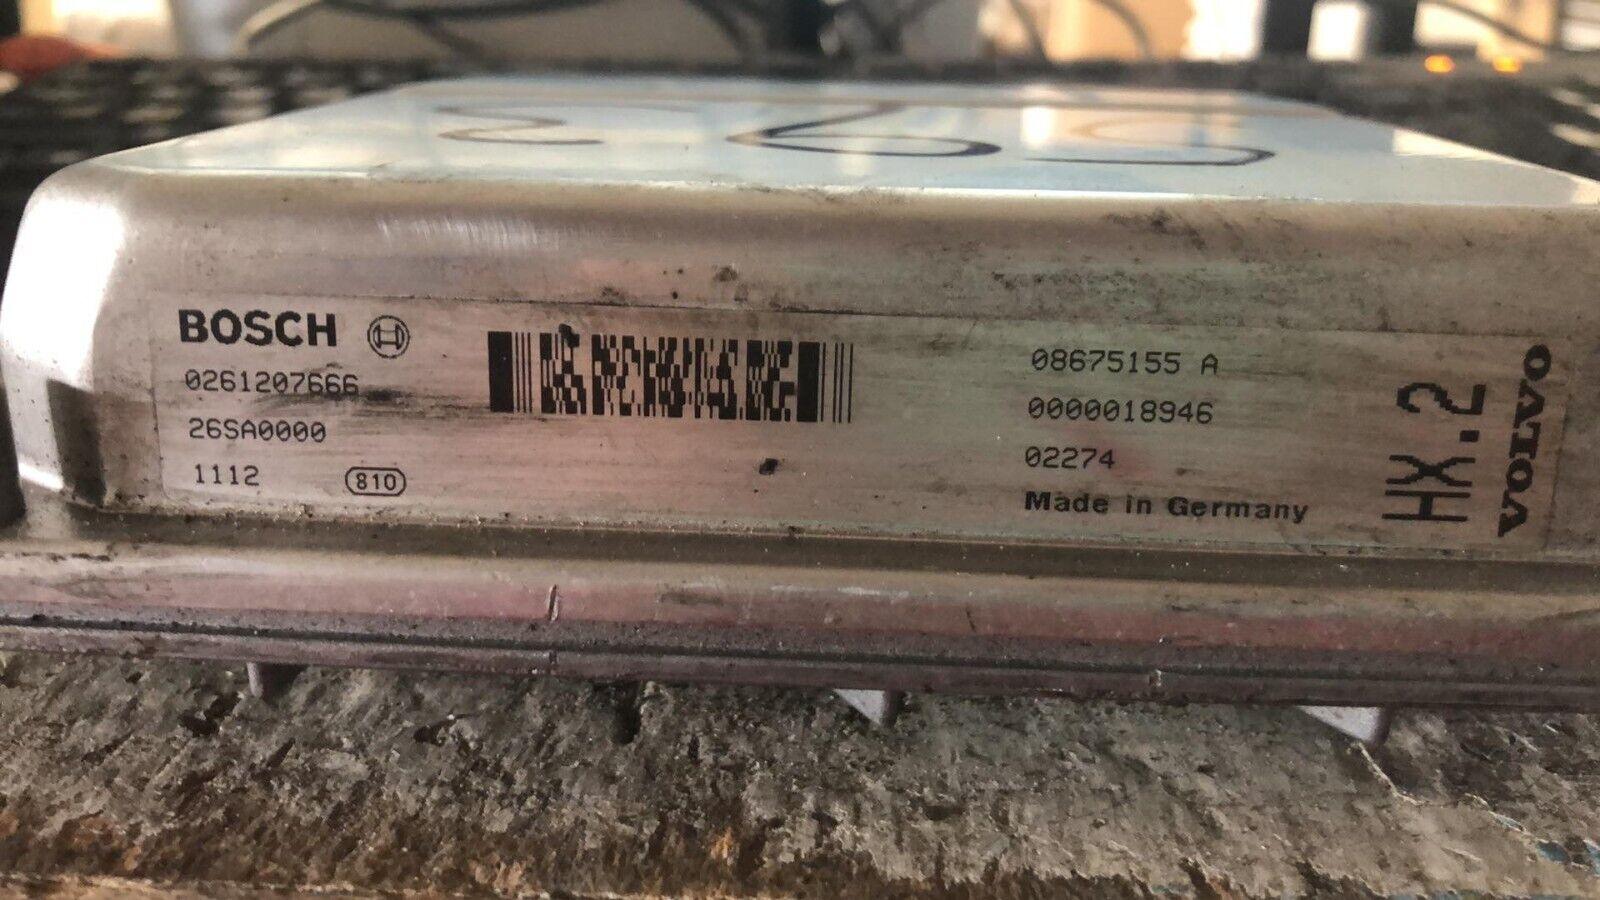 BOSCH
0261207666
26SA0000
1112 810
08675155 A
0000018946
02274
Made in Germany
HX.2
VOLVO